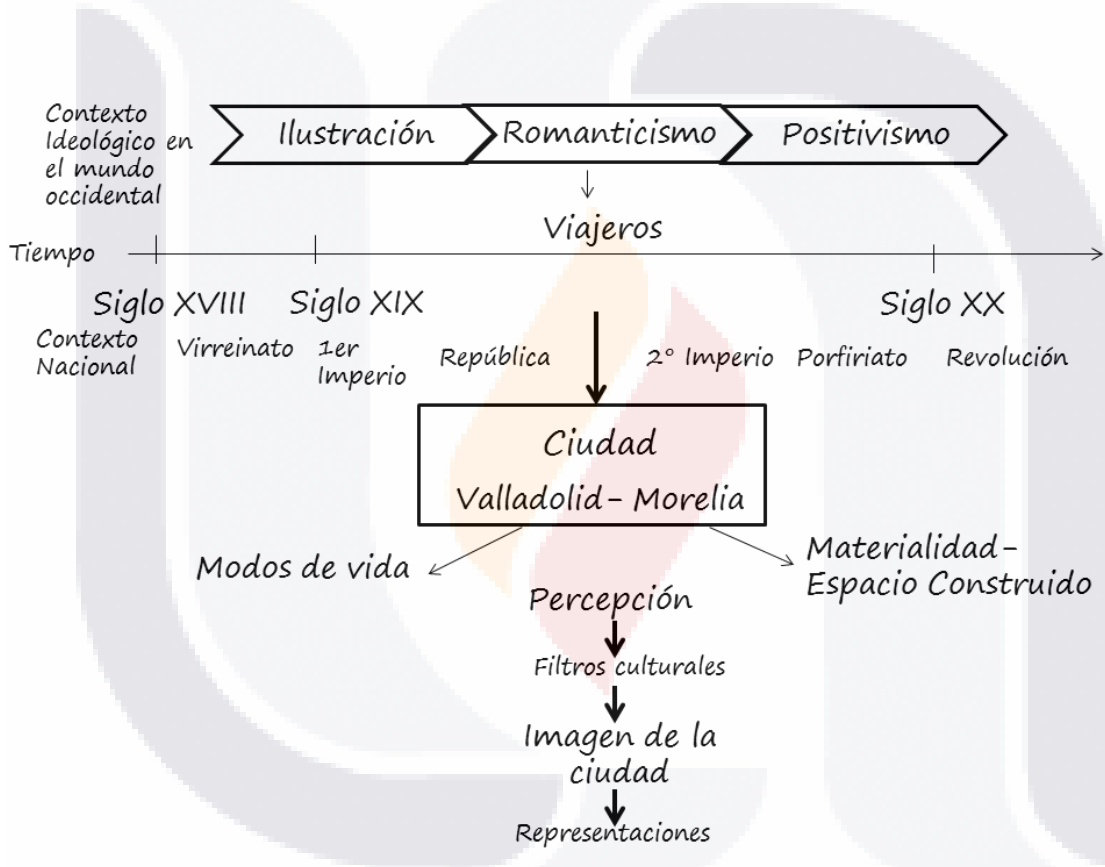 Contexto
Ideológico en
el mundo
occidental
Ilustración
Romanticismo
Positivismo
Viajeros
Tiempo
Siglo XVIII
Siglo XIX
Siglo XX
Contexto
Nacional
Virreinato
1er
Imperio
República
2° Imperio
Porfiriato
Revolución
Ciudad
Valladolid- Morelia
Modos de vida
Materialidad-
Espacio Construido
Percepción
Filtros culturales
Imagen de la
ciudad
Representaciones